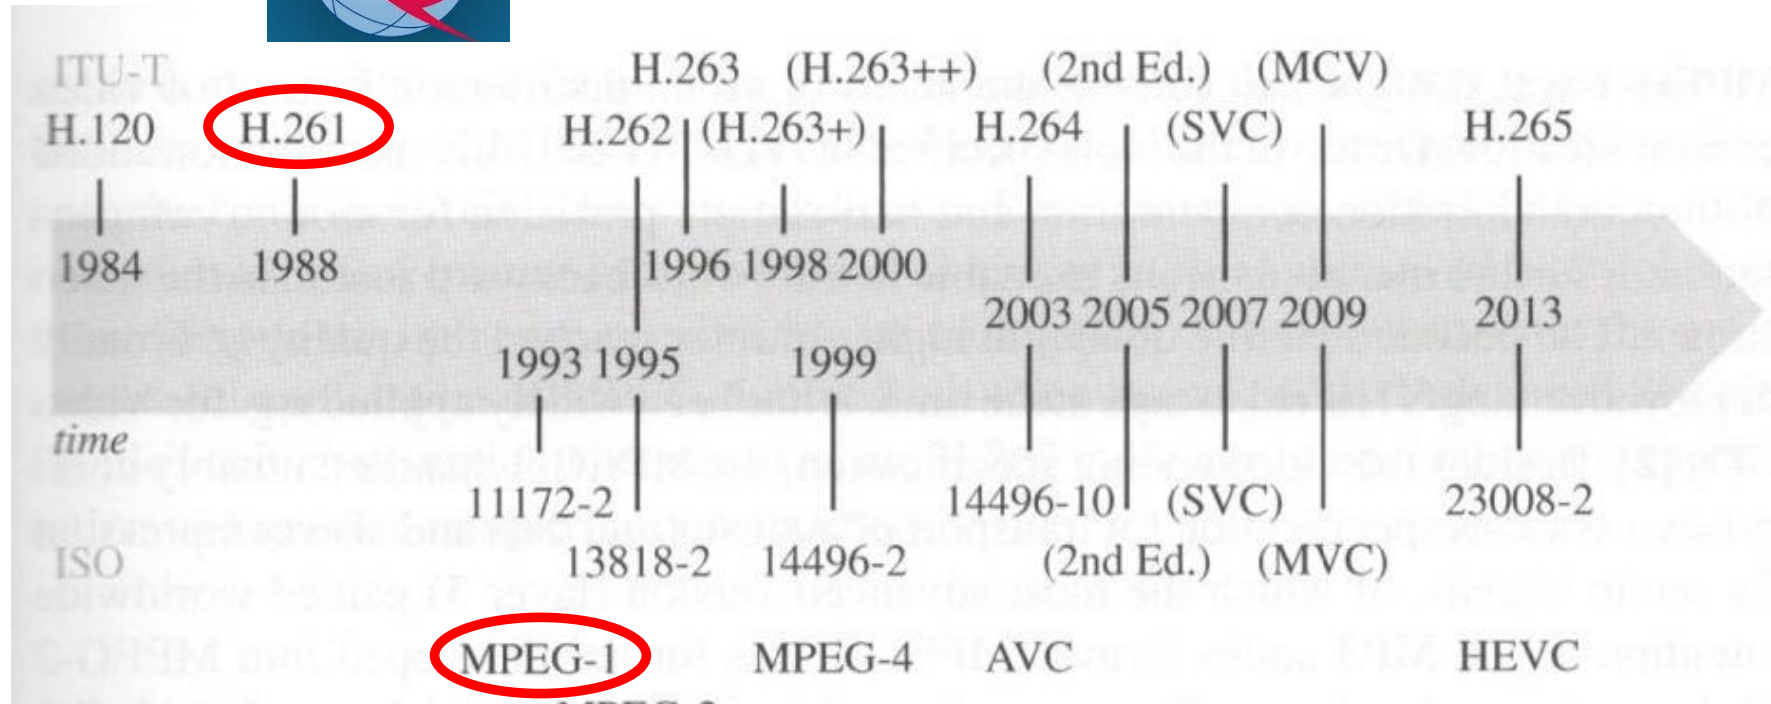 ITU-T H.263 (H.263++) (2nd Ed.) (MCV)
H.120 H.261 H.262 (H.263+) H.264 (SVC) H.265
1984 1988 1996 1998 2000
2003 2005 2007 2009 2013
1993 1995 1999
time
11172-2 14496-10 (SVC) 23008-2
ISO 13818-2 14496-2 (2nd Ed.) (MVC)
MPEG-1 MPEG-4 AVC HEVC